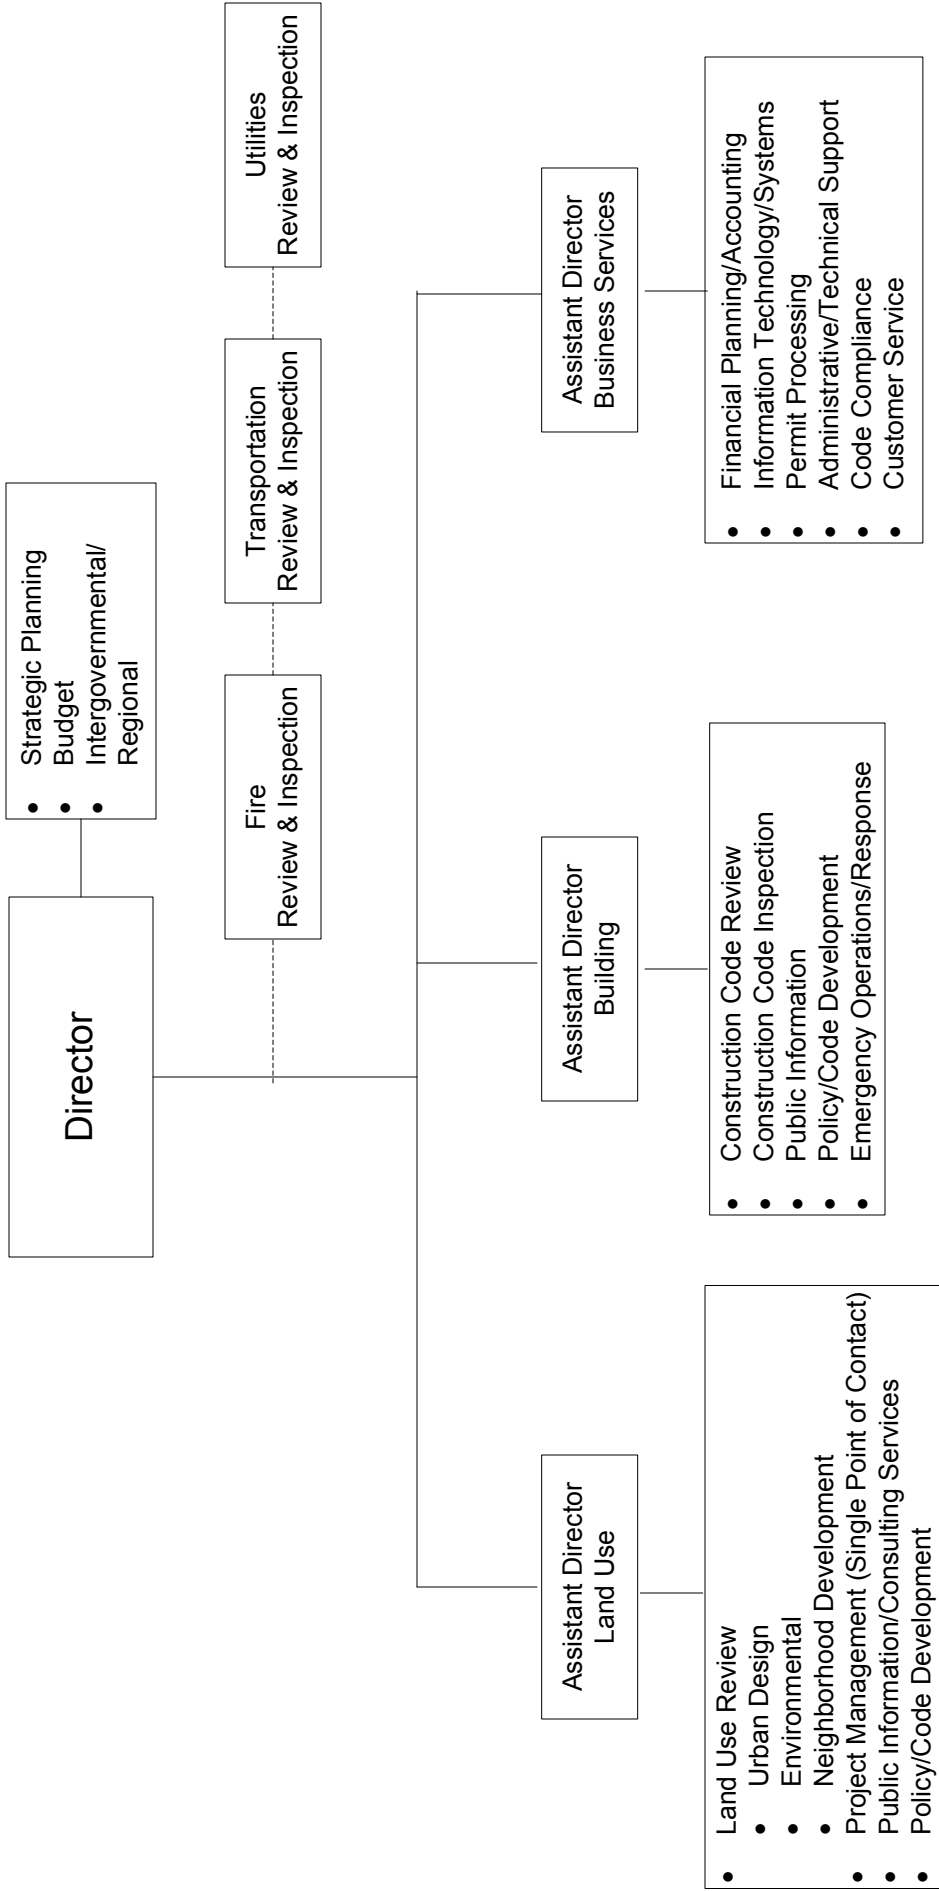 Director
• Strategic Planning
• Budget
• Intergovernmental/
Regional
Fire
Review & Inspection
Transportation
Review & Inspection
Utilities
Review & Inspection
Assistant Director
Land Use
• Land Use Review
• Urban Design
• Environmental
• Neighborhood Development
• Project Management (Single Point of Contact)
• Public Information/Consulting Services
• Policy/Code Development
Assistant Director
Building
• Construction Code Review
• Construction Code Inspection
• Public Information
• Policy/Code Development
• Emergency Operations/Response
Assistant Director
Business Services
• Financial Planning/Accounting
• Information Technology/Systems
• Permit Processing
• Administrative/Technical Support
• Code Compliance
• Customer Service